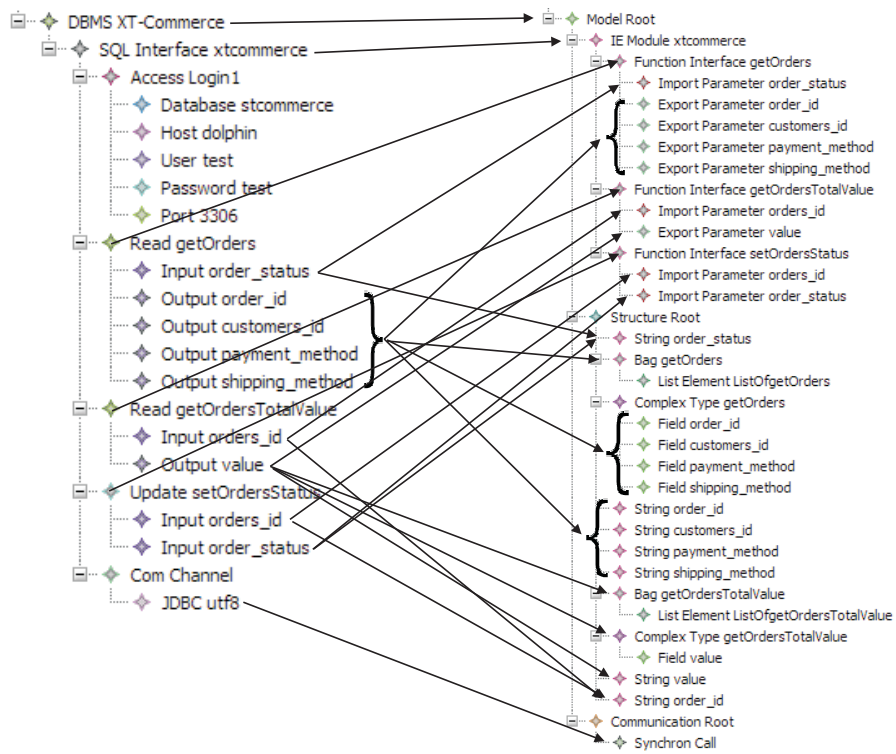 DBMS XT-Commerce
SQL Interface xtcommerce
Access Login1
Database stcommerce
Host dolphin
User test
Password test
Port 3306
Read getOrders
Input order_status
Output order_id
Output customers_id
Output payment_method
Output shipping_method
Read getOrdersTotalValue
Input orders_id
Output value
Update setOrdersStatus
Input orders_id
Input order_status
Com Channel
JDBC utf8
Model Root
IE Module xtcommerce
Function Interface getOrders
Import Parameter order_status
Export Parameter order_id
Export Parameter customers_id
Export Parameter payment_method
Export Parameter shipping_method
Function Interface getOrdersTotalValue
Import Parameter orders_id
Export Parameter value
Function Interface setOrdersStatus
Import Parameter orders_id
Import Parameter order_status
Structure Root
String order_status
Bag getOrders
List Element ListOfgetOrders
Complex Type getOrders
Field order_id
Field customers_id
Field payment_method
Field shipping_method
String order_id
String customers_id
String payment_method
String shipping_method
Bag getOrdersTotalValue
List Element ListOfgetOrdersTotalValue
Complex Type getOrdersTotalValue
Field value
String value
String order_id
Communication Root
Synchron Call